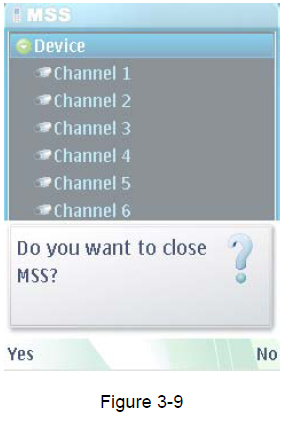 MSS
Device
Channel 1
Channel 2
Channel 3
Channel 4
Channel 5
Channel 6
Do you want to close
MSS?
Yes
No
Figure 3-9